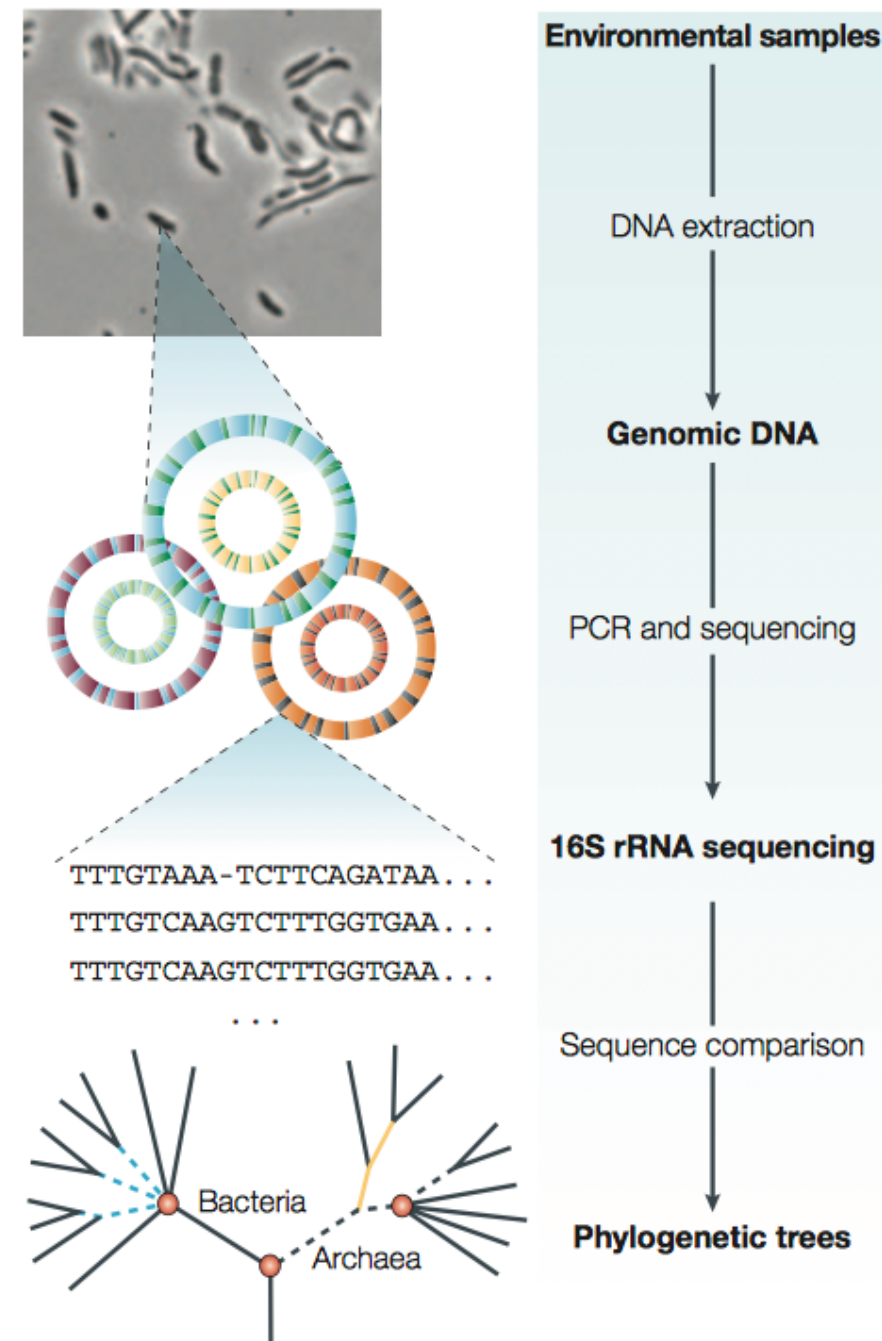 Environmental samples
DNA extraction
Genomic DNA
PCR and sequencing
16S rRNA sequencing
TTTGTAAA-TCTTCAGATAA...
TTTGTCAAGTCTTTGGTGAA...
TTTGTCAAGTCTTTGGTGAA...
...
Sequence comparison
Bacteria
Archaea
Phylogenetic trees